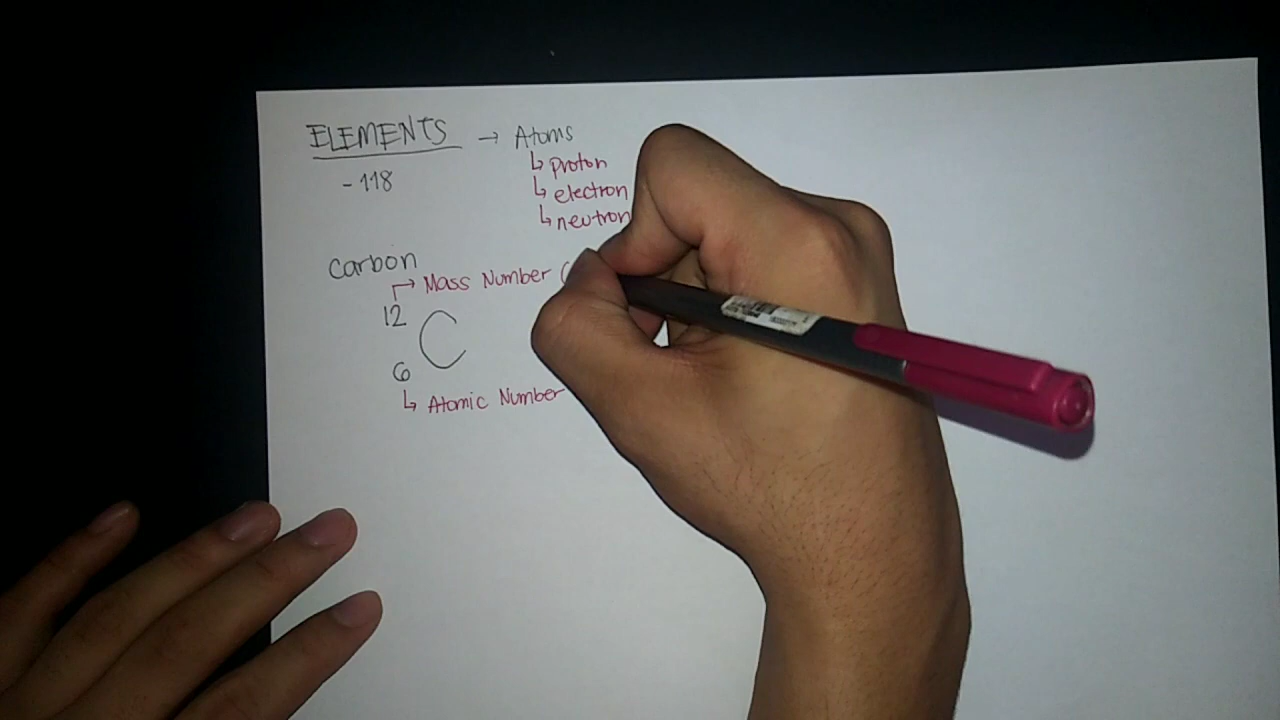 ELEMENTS → Atoms
- 118
↳ proton
↳ electron
↳ neutron
carbon
↱ Mass Number (
12
C
6
↳ Atomic Number